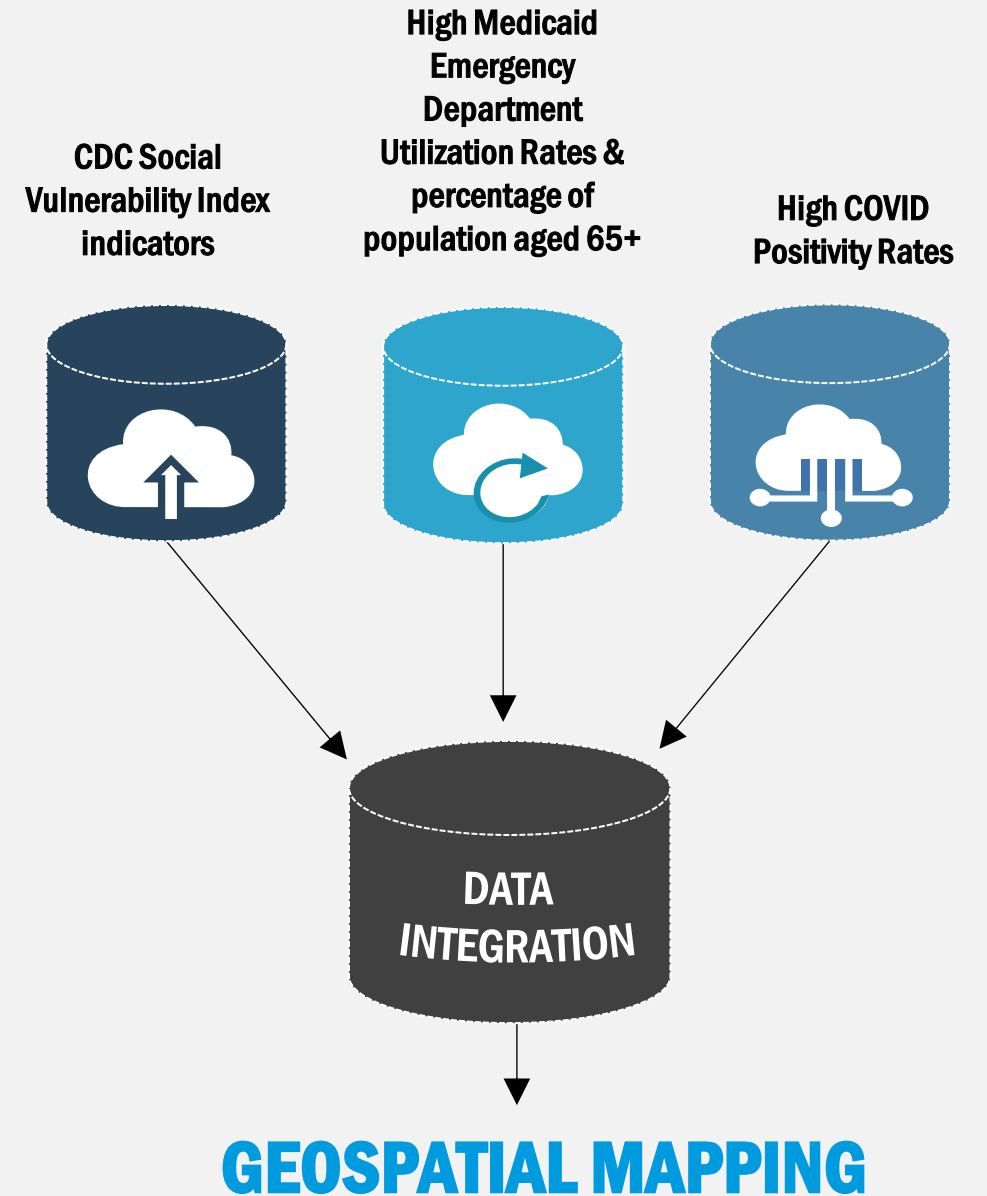 CDC Social
Vulnerability Index
indicators
High Medicaid
Emergency
Department
Utilization Rates &
percentage of
population aged 65+
High COVID
Positivity Rates
DATA
INTEGRATION
GEOSPATIAL MAPPING